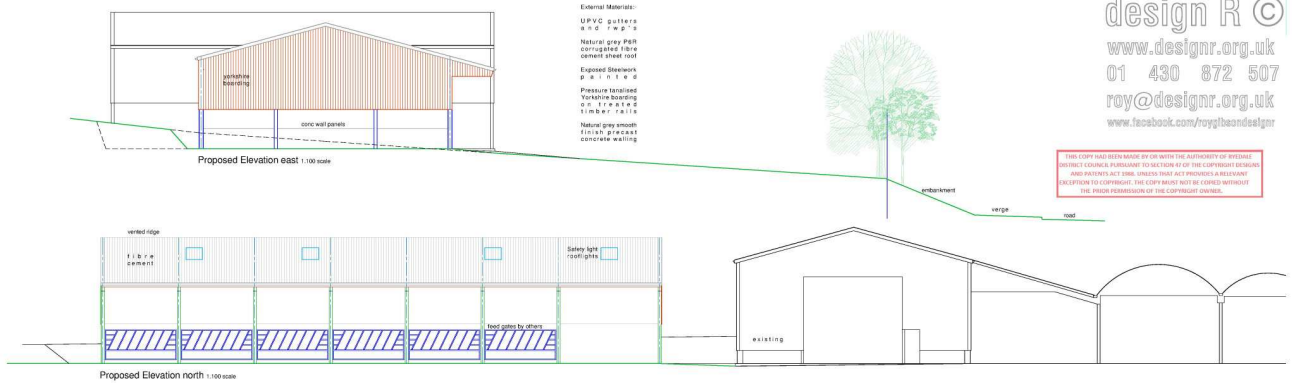 External Materials:-
UPVC gutters
and rwp's
Natural grey P6R
corrugated fibre
cement sheet roof
Exposed Steelwork
painted
Pressure tanalised
Yorkshire boarding
on treated
timber rails
Natural grey smooth
finish precast
concrete walling
design R ©
www.designr.org.uk
01 430 872 507
roy@designr.org.uk
www.facebook.com/roygibsondesignr
THIS COPY HAD BEEN MADE BY OR WITH THE AUTHORITY OF RYEDALE
DISTRICT COUNCIL PURSUANT TO SECTION 47 OF THE COPYRIGHT DESIGNS
AND PATENTS ACT 1988. UNLESS THAT ACT PROVIDES A RELEVANT
EXCEPTION TO COPYRIGHT. THE COPY MUST NOT BE COPIED WITHOUT
THE PRIOR PERMISSION OF THE COPYRIGHT OWNER.
yorkshire
boarding
conc wall panels
Proposed Elevation east 1.100 scale
embankment
verge
road
vented ridge
fibre
cement
Safety light
rooflights
feed gates by others
existing
Proposed Elevation north 1.100 scale